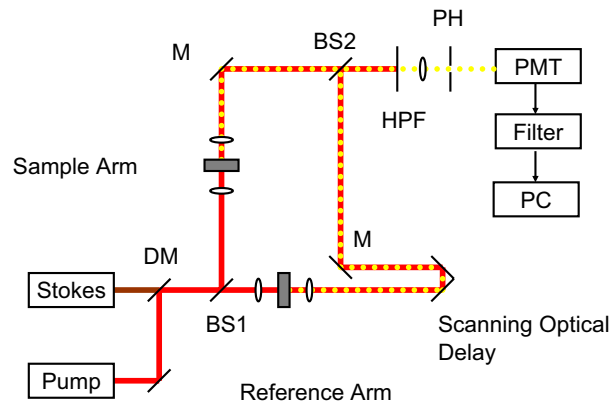 PH
BS2
M
PMT
HPF
Filter
Sample Arm
PC
M
DM
Stokes
BS1
Scanning Optical
Delay
Pump
Reference Arm